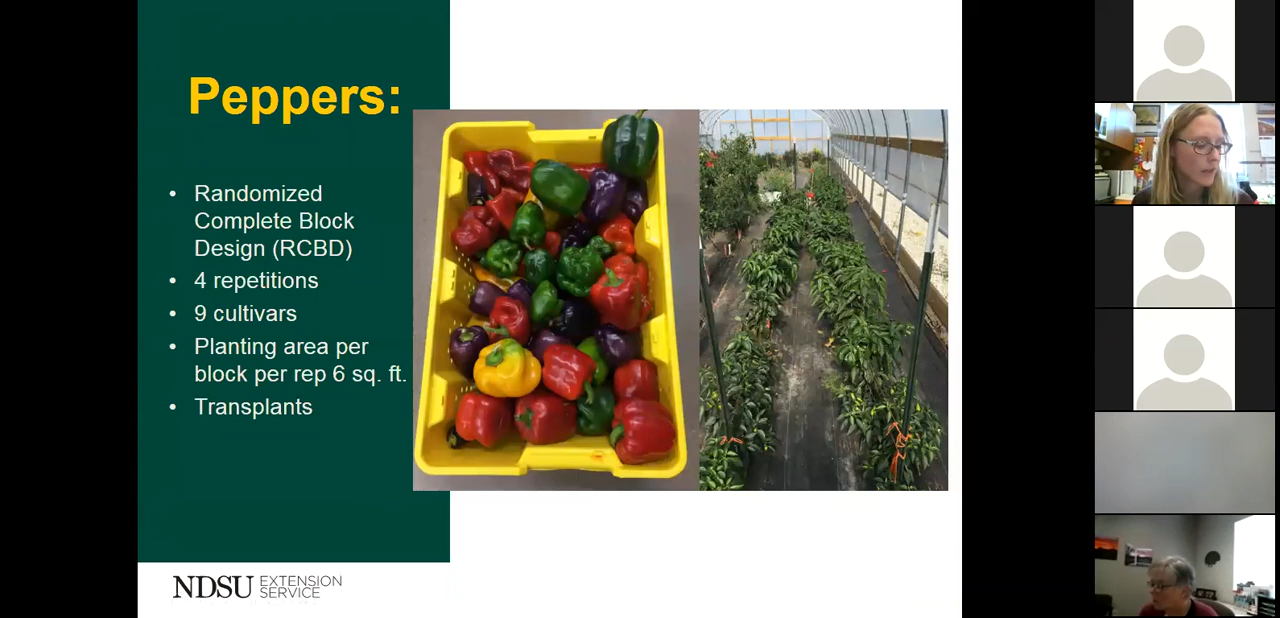 Peppers:
• Randomized
Complete Block
Design (RCBD)
• 4 repetitions
• 9 cultivars
• Planting area per
block per rep 6 sq. ft.
• Transplants
NDSU EXTENSION
SERVICE